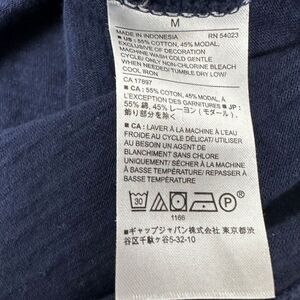 M
MADE IN INDONESIA RN 54023
■ US : 55% COTTON, 45% MODAL,
EXCLUSIVE OF DECORATION
MACHINE WASH COLD GENTLE
CYCLE/ ONLY NON-CHLORINE BLEACH
WHEN NEEDED/ TUMBLE DRY LOW/
COOL IRON
CA 17897
■ CA : 55% COTON, 45% MODAL, À
L'EXCEPTION DES GARNITURES ■ JP :
55% 綿, 45% レーヨン ( モダール ).
飾り部分を除く
■ CA : LAVER À LA MACHINE À L'EAU
FROIDE AU CYCLE DÉLICAT/ UTILISER
AU BESOIN UN AGENT DE
BLANCHIMENT SANS CHLORE
UNIQUEMENT/ SÉCHER À LA MACHINE
À BASSE TEMPÉRATURE/ REPASSER À
BASSE TEMPÉRATURE
30 P
1166
■ギャップジャパン株式会社 東京都渋
谷区千駄ヶ谷5-32-10